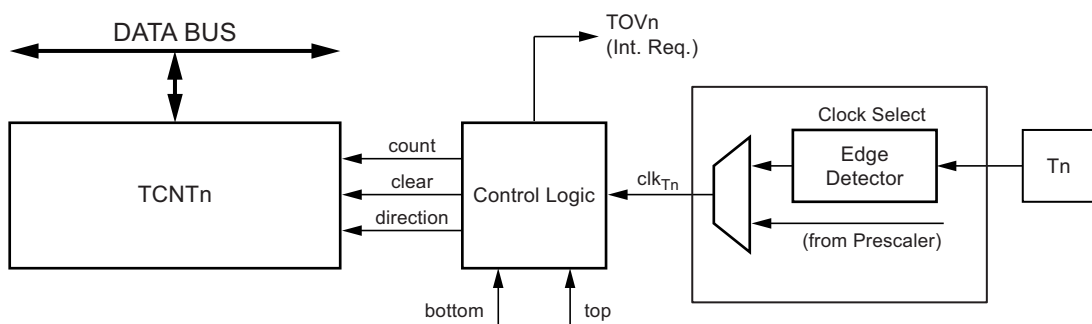 DATA BUS
TOVn
(Int. Req.)
Clock Select
TCNTn
count
clear
direction
Control Logic
clkTn
Edge
Detector
Tn
(from Prescaler)
bottom
top